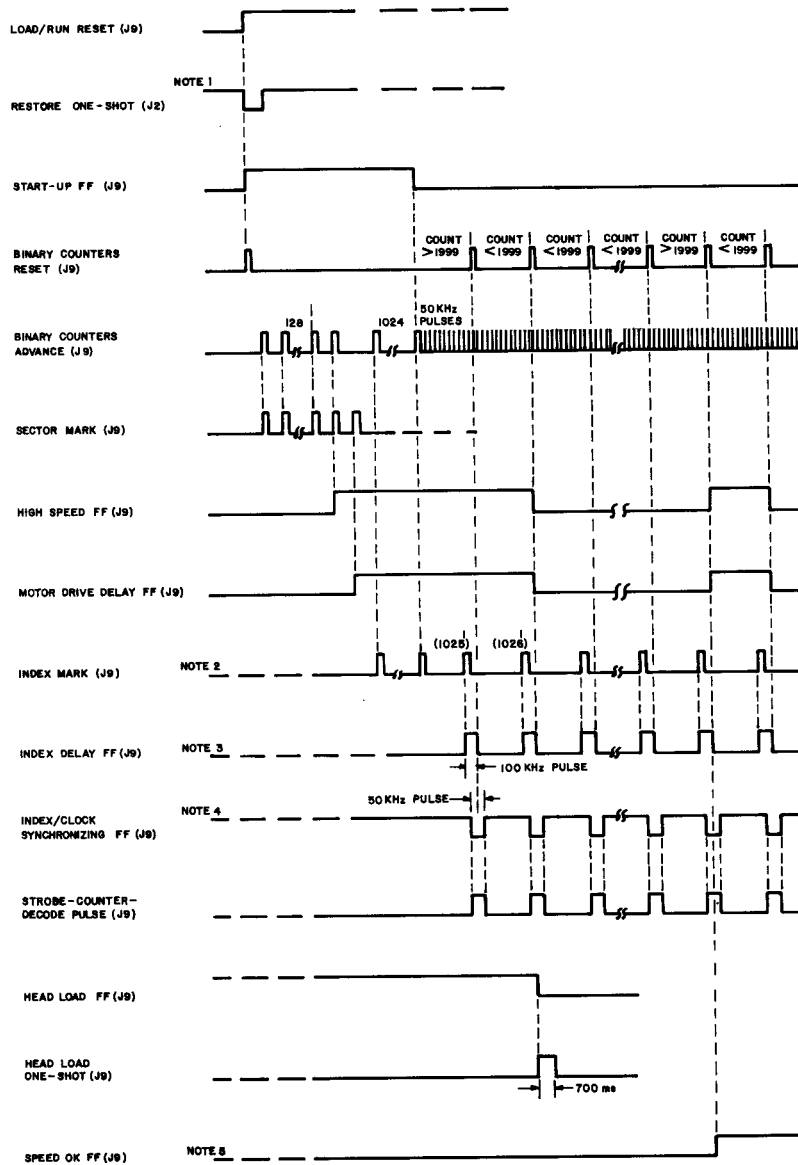 LOAD/RUN RESET (J9)
NOTE 1
RESTORE ONE-SHOT (J2)
START-UP FF (J9)
BINARY COUNTERS
RESET (J9)
COUNT
> 1999
COUNT
< 1999
COUNT
< 1999
COUNT
< 1999
COUNT
> 1999
COUNT
< 1999
BINARY COUNTERS
ADVANCE (J9)
128
1024
50 KHz
PULSES
SECTOR MARK (J9)
HIGH SPEED FF (J9)
MOTOR DRIVE DELAY FF (J9)
INDEX MARK (J9)
NOTE 2
(1025)
(1026)
INDEX DELAY FF (J9)
NOTE 3
100 KHz PULSE
50 KHz PULSE
INDEX/CLOCK
SYNCHRONIZING FF (J9)
NOTE 4
STROBE-COUNTER-
DECODE PULSE (J9)
HEAD LOAD FF (J9)
HEAD LOAD
ONE-SHOT (J9)
700 ms
SPEED OK FF (J9)
NOTE 5